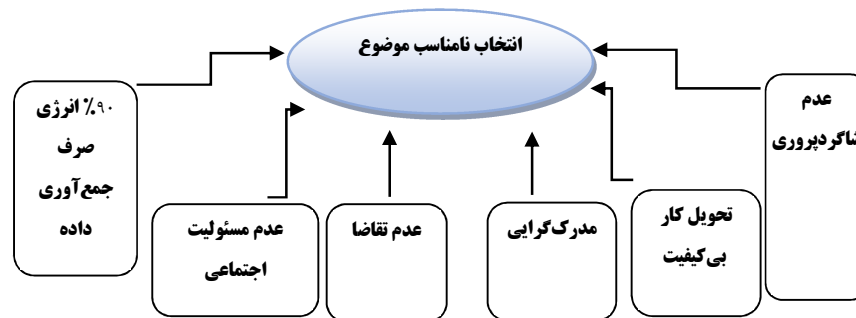 انتخاب نامناسب موضوع
عدم
شاگردپروری
تحویل کار
بی‌کیفیت
مدرک‌گرایی
عدم تقاضا
عدم مسئولیت
اجتماعی
۹۰٪ انرژی
صرف
جمع‌آوری
داده